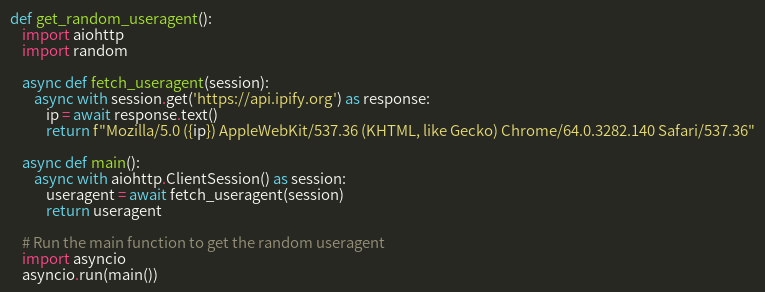 def get_random_useragent():
    import aiohttp
    import random

    async def fetch_useragent(session):
        async with session.get('https://api.ipify.org') as response:
            ip = await response.text()
            return f"Mozilla/5.0 ({ip}) AppleWebKit/537.36 (KHTML, like Gecko) Chrome/64.0.3282.140 Safari/537.36"

    async def main():
        async with aiohttp.ClientSession() as session:
            useragent = await fetch_useragent(session)
            return useragent

    # Run the main function to get the random useragent
    import asyncio
    asyncio.run(main())